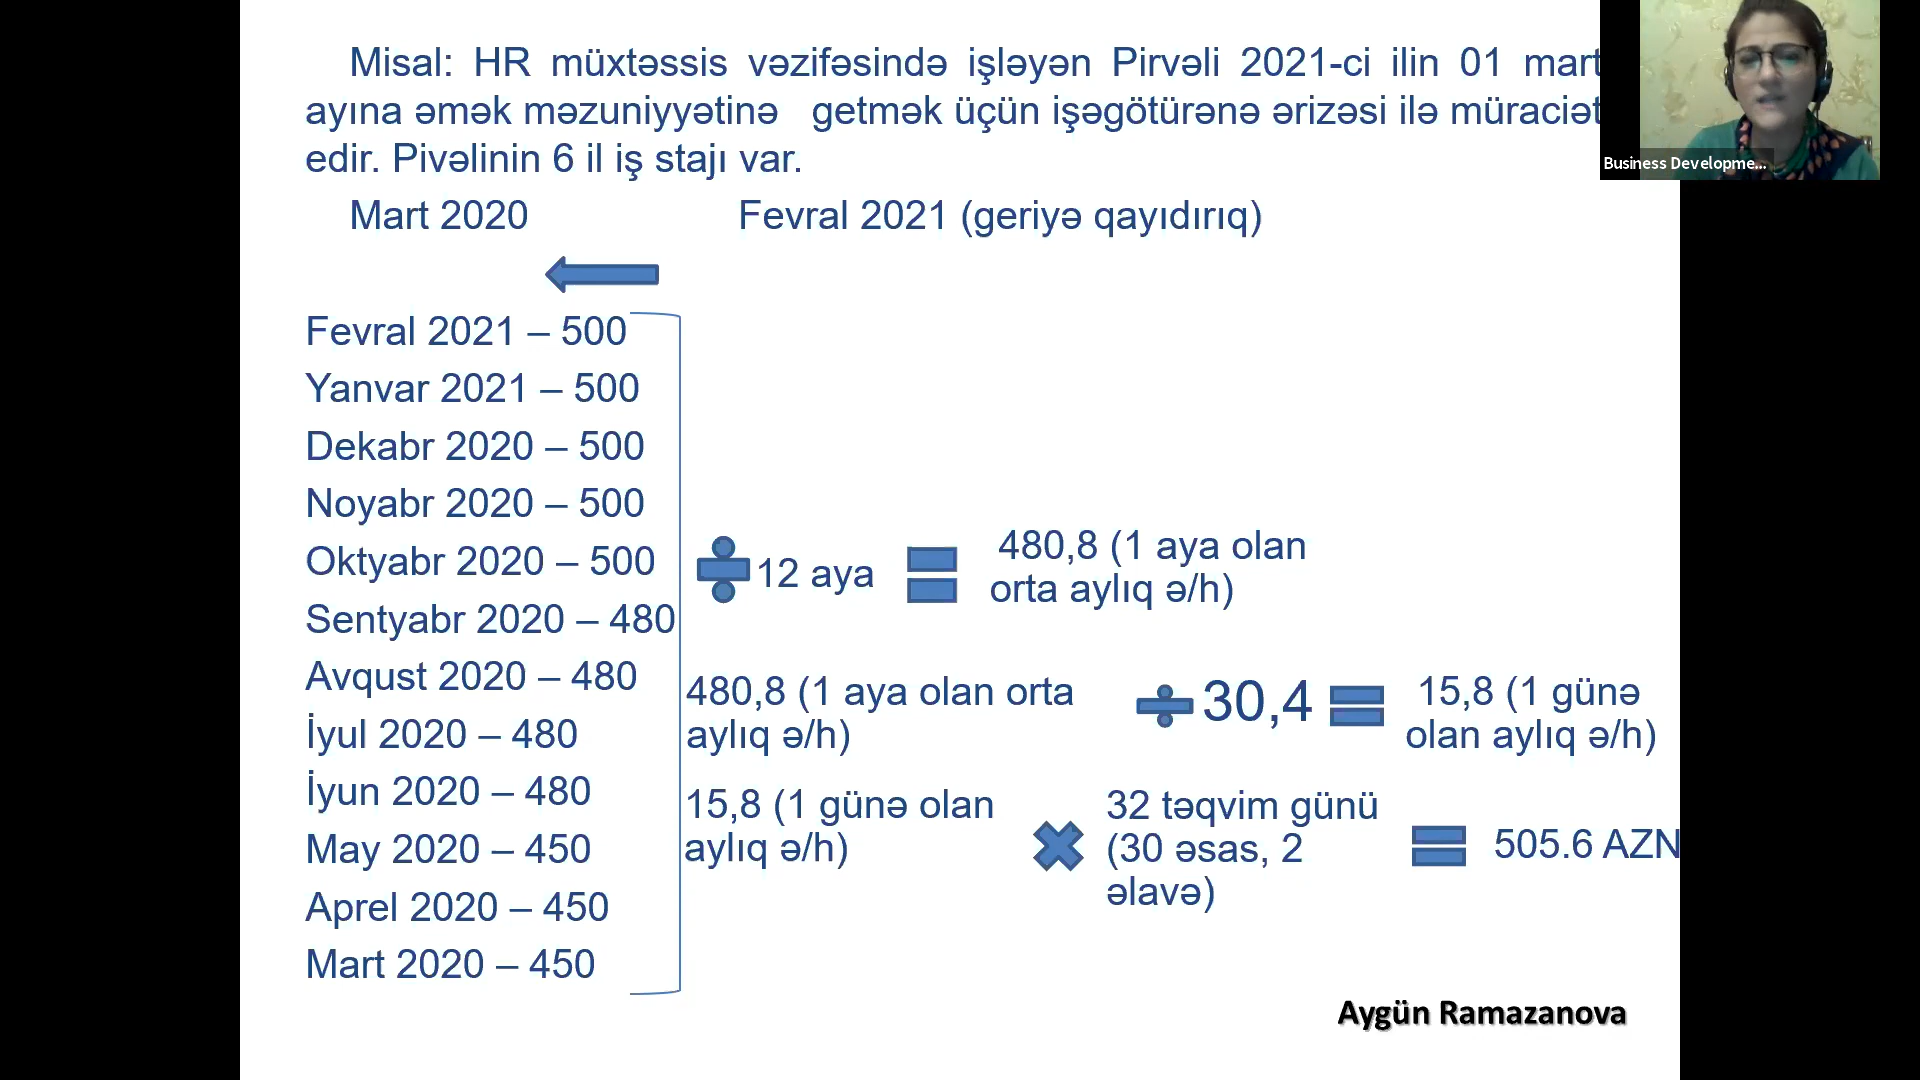 Misal: HR müxtəssis vəzifəsində işləyən Pirvəli 2021-ci ilin 01 mart
ayına əmək məzuniyyətinə getmək üçün işəgötürənə ərizəsi ilə müraciət
edir. Pivəlinin 6 il iş stajı var.
Mart 2020 Fevral 2021 (geriyə qayıdırıq)
Fevral 2021 – 500
Yanvar 2021 – 500
Dekabr 2020 – 500
Noyabr 2020 – 500
Oktyabr 2020 – 500
Sentyabr 2020 – 480
Avqust 2020 – 480
İyul 2020 – 480
İyun 2020 – 480
May 2020 – 450
Aprel 2020 – 450
Mart 2020 – 450
12 aya
480,8 (1 aya olan
orta aylıq ə/h)
480,8 (1 aya olan orta
aylıq ə/h)
30,4
15,8 (1 günə
olan aylıq ə/h)
15,8 (1 günə olan
aylıq ə/h)
32 təqvim günü
(30 əsas, 2
əlavə)
505.6 AZN
Aygün Ramazanova
Business Developme...